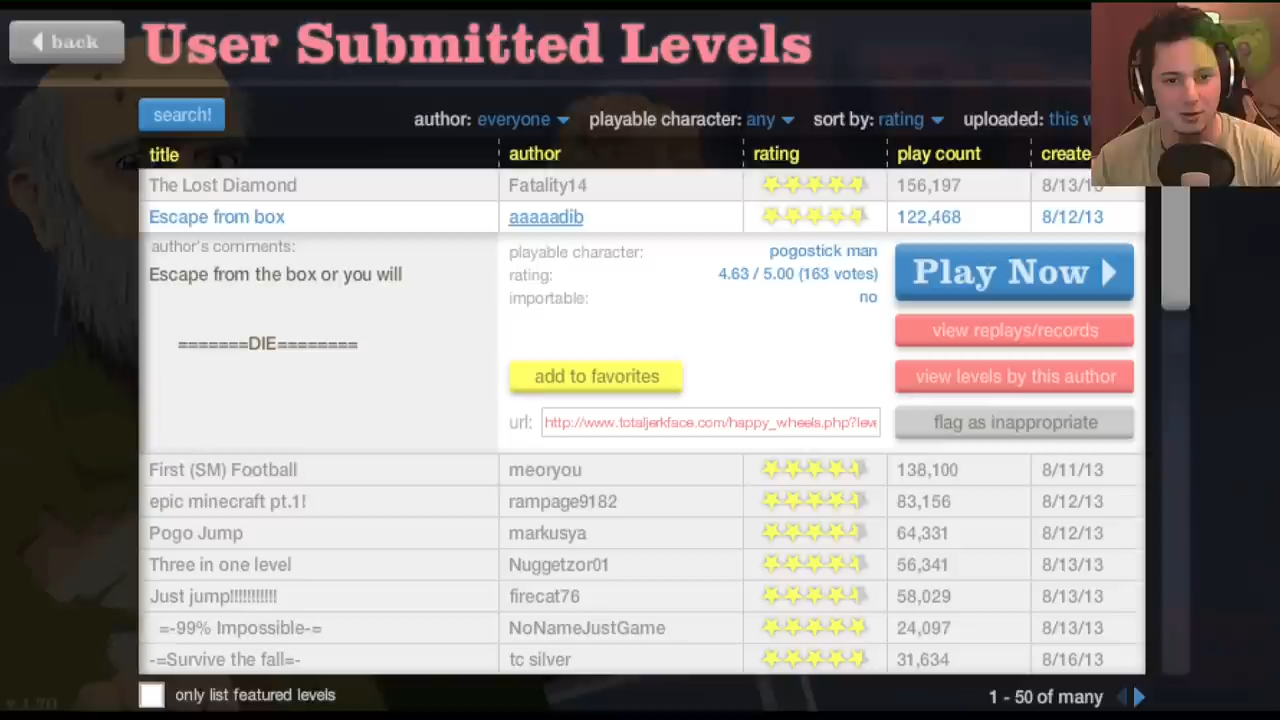 back
User Submitted Levels
search!
author: everyone playable character: any sort by: rating uploaded: this w
title author rating play count create
The Lost Diamond Fatality14 156,197 8/13/13
Escape from box aaaaadib 122,468 8/12/13
author's comments:
Escape from the box or you will
=======DIE========
playable character: pogostick man
rating: 4.63 / 5.00 (163 votes)
importable: no
add to favorites
url: http://www.totaljerkface.com/happy_wheels.php?leve
Play Now
view replays/records
view levels by this author
flag as inappropriate
First (SM) Football meoryou 138,100 8/11/13
epic minecraft pt.1! rampage9182 83,156 8/12/13
Pogo Jump markusya 64,331 8/12/13
Three in one level Nuggetzor01 56,341 8/13/13
Just jump!!!!!!!!!!! firecat76 58,029 8/13/13
=-99% Impossible-= NoNameJustGame 24,097 8/13/13
-=Survive the fall=- tc silver 31,634 8/16/13
only list featured levels 1 - 50 of many
v 1.70